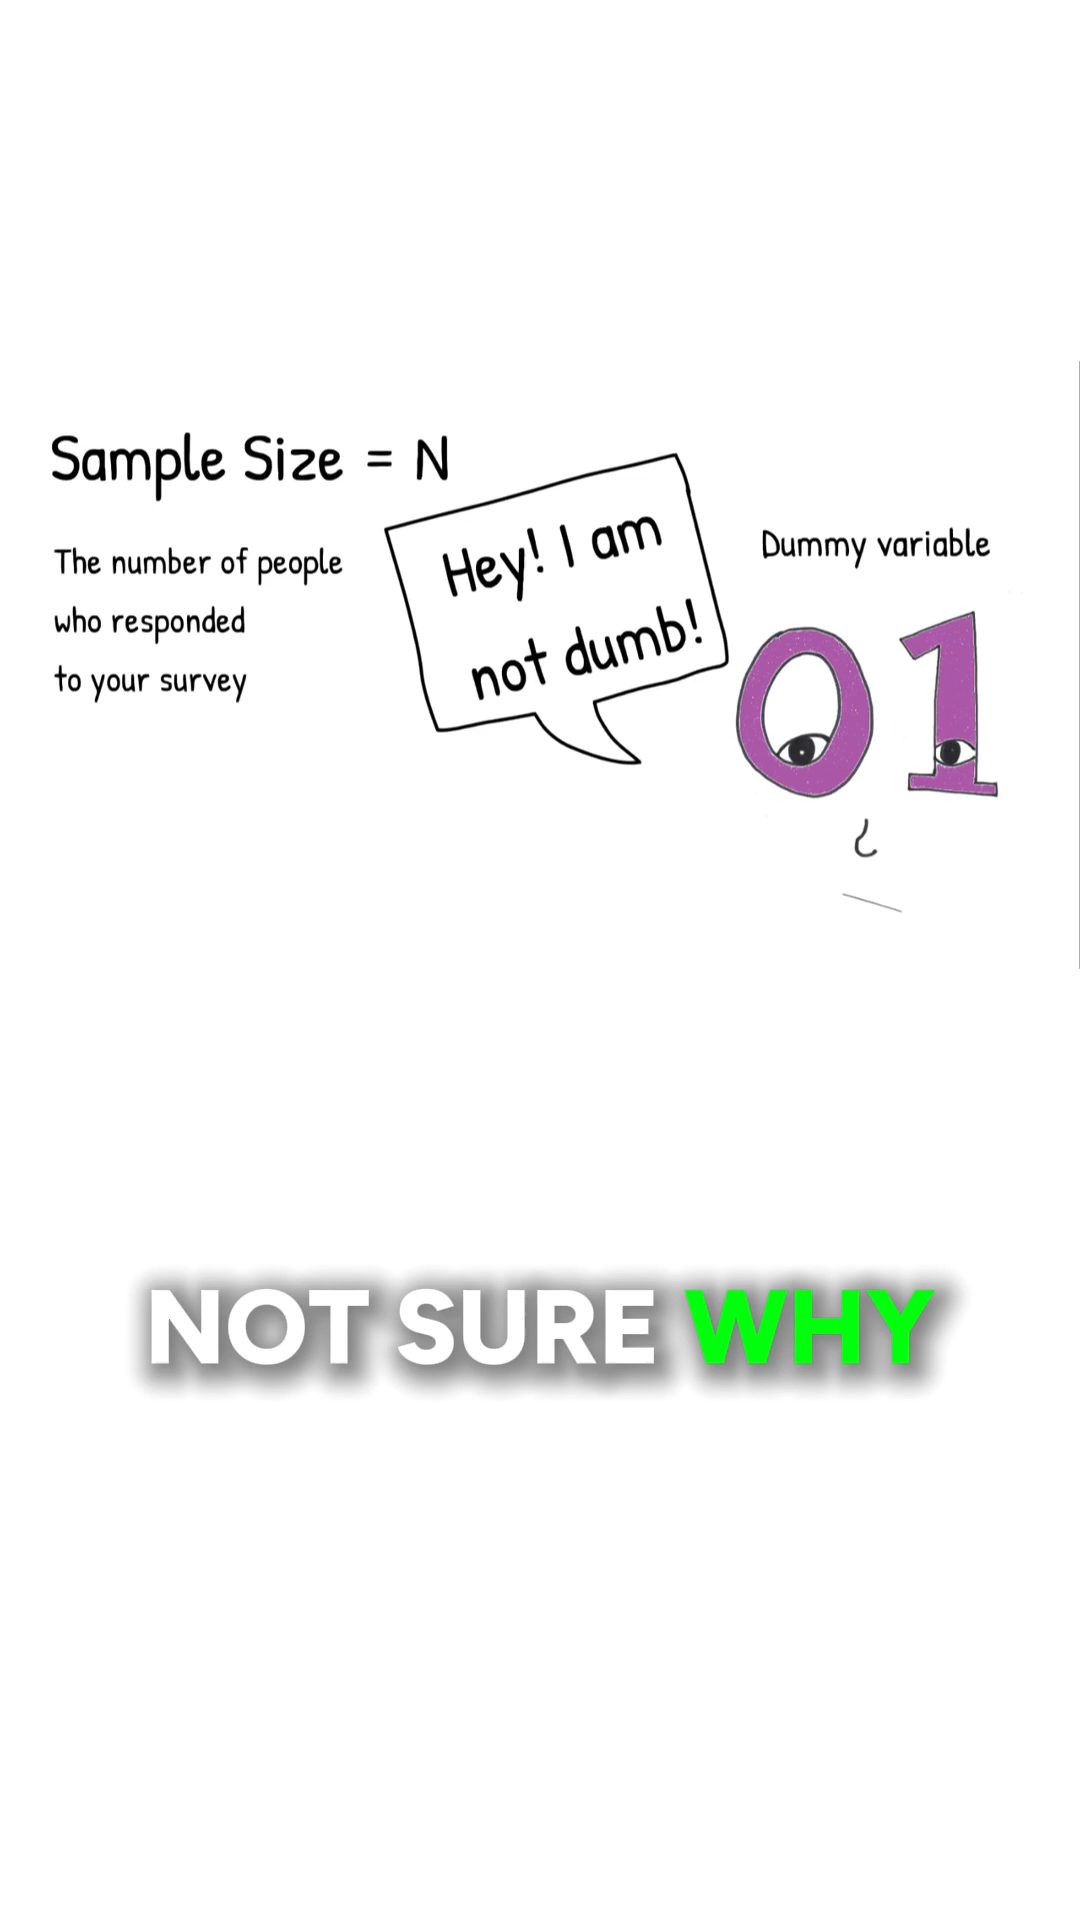 Sample Size = N
The number of people
who responded
to your survey
Hey! I am
not dumb!
Dummy variable
01
NOT SURE WHY